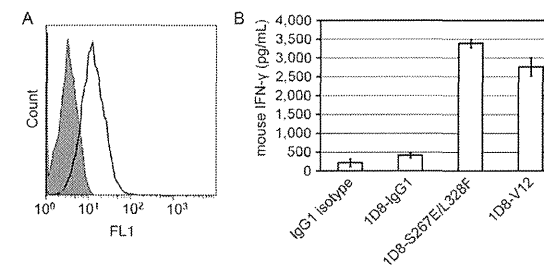 A
Count
10⁰ 10¹ 10² 10³
FL1
B
mouse IFN-γ (pg/mL)
4,000
3,500
3,000
2,500
2,000
1,500
1,000
500
0
IgG1 isotype
1D8-IgG1
1D8-S267E/L328F
1D8-V12